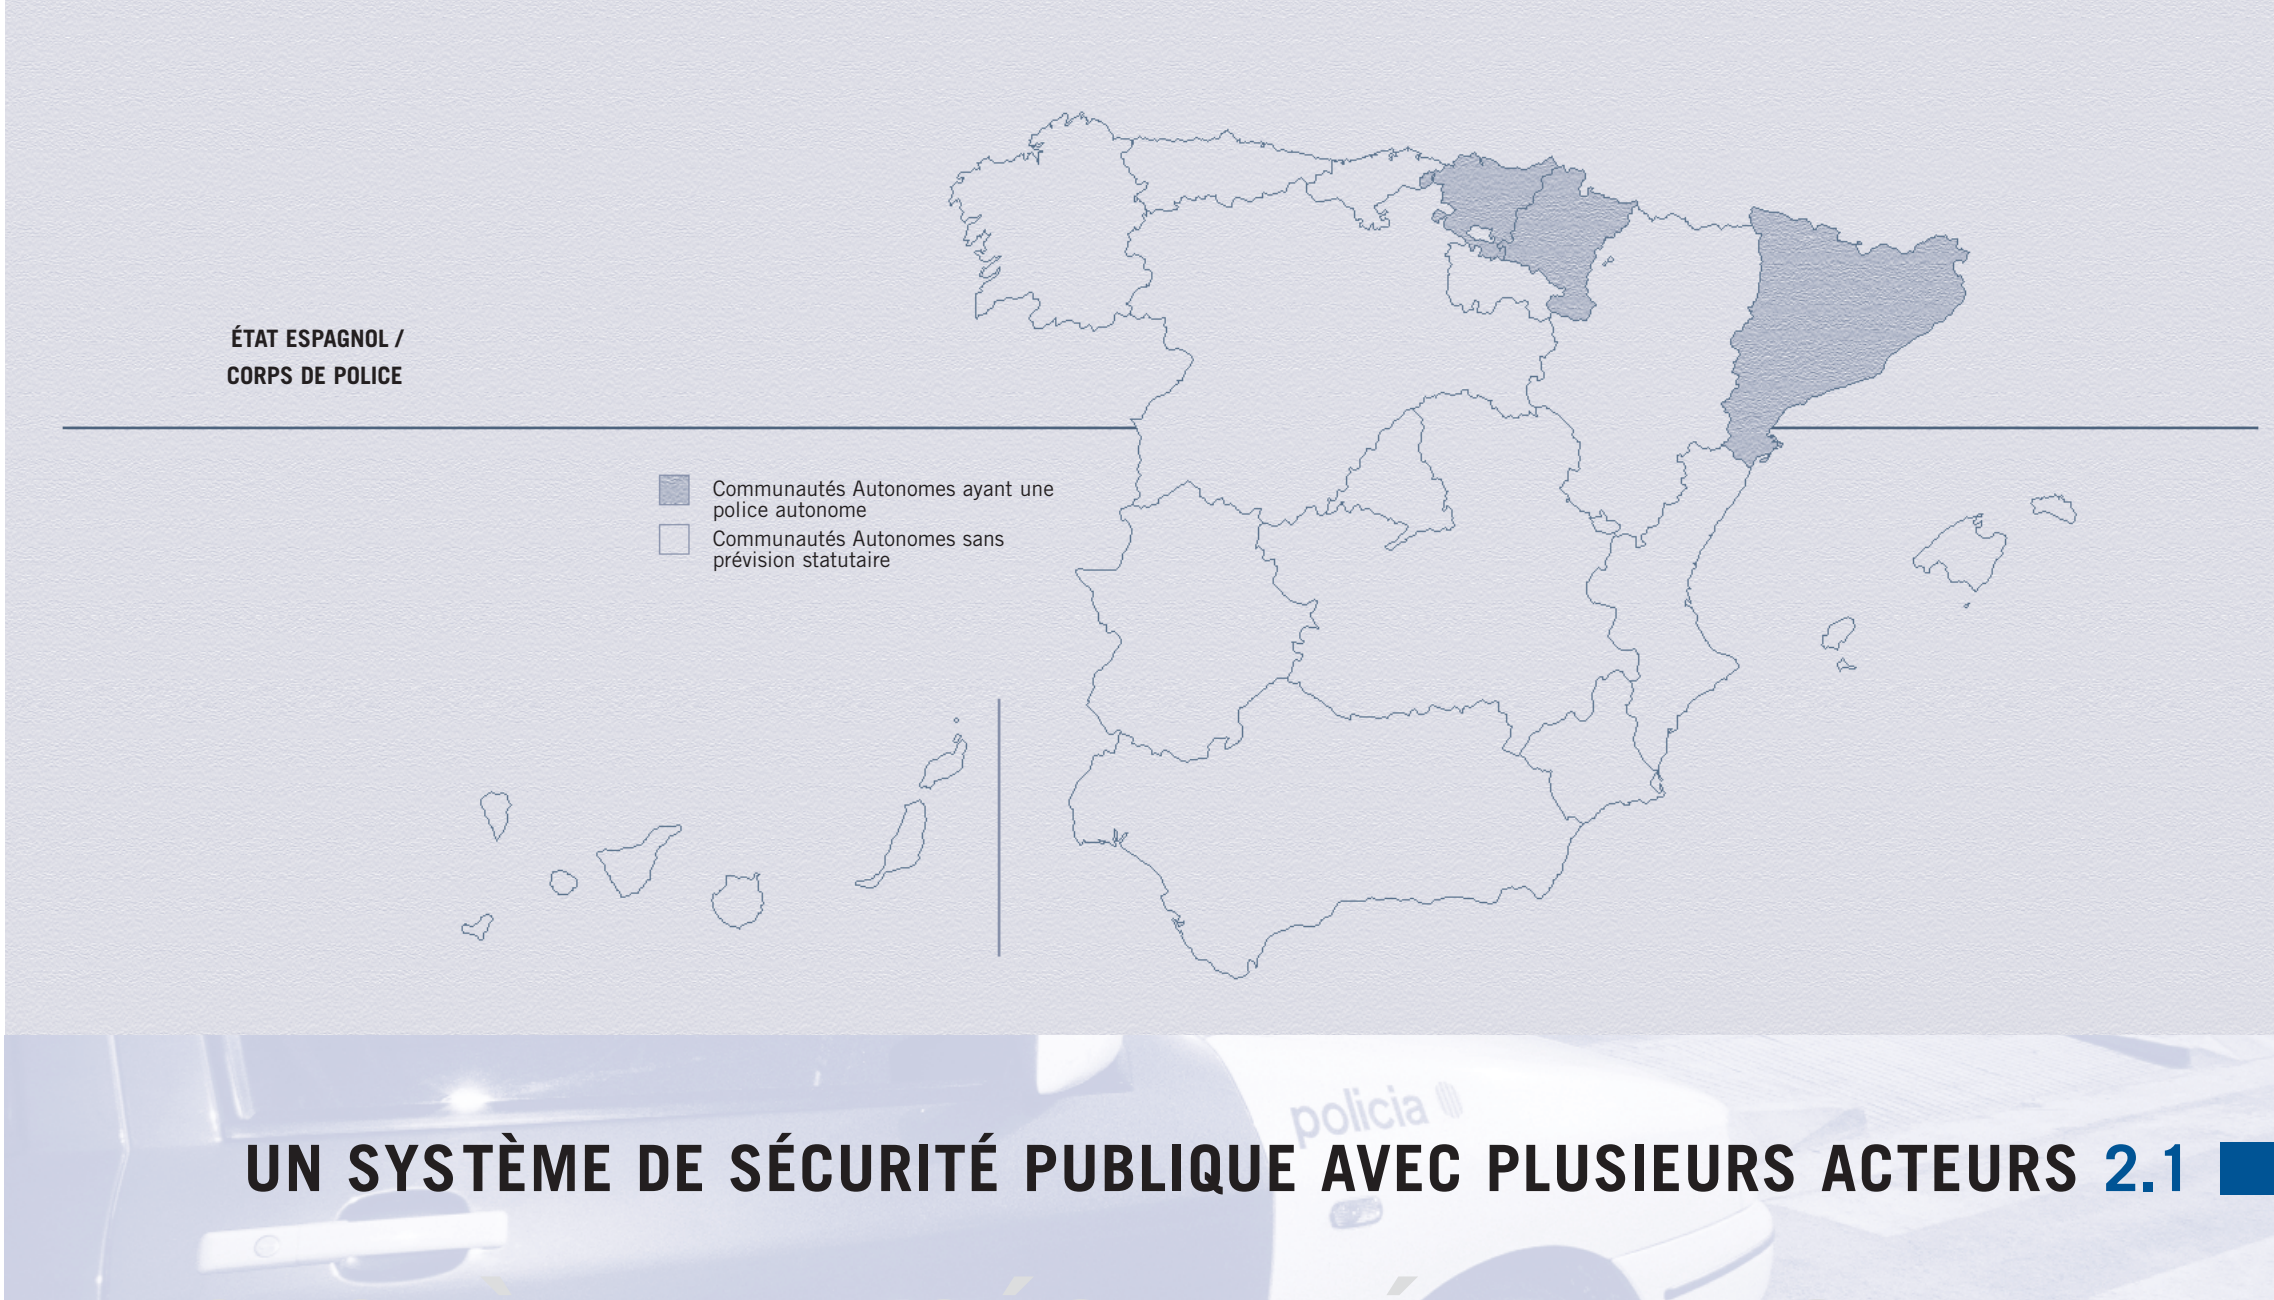 ÉTAT ESPAGNOL /
CORPS DE POLICE
Communautés Autonomes ayant une
police autonome
Communautés Autonomes sans
prévision statutaire
policia
UN SYSTÈME DE SÉCURITÉ PUBLIQUE AVEC PLUSIEURS ACTEURS 2.1